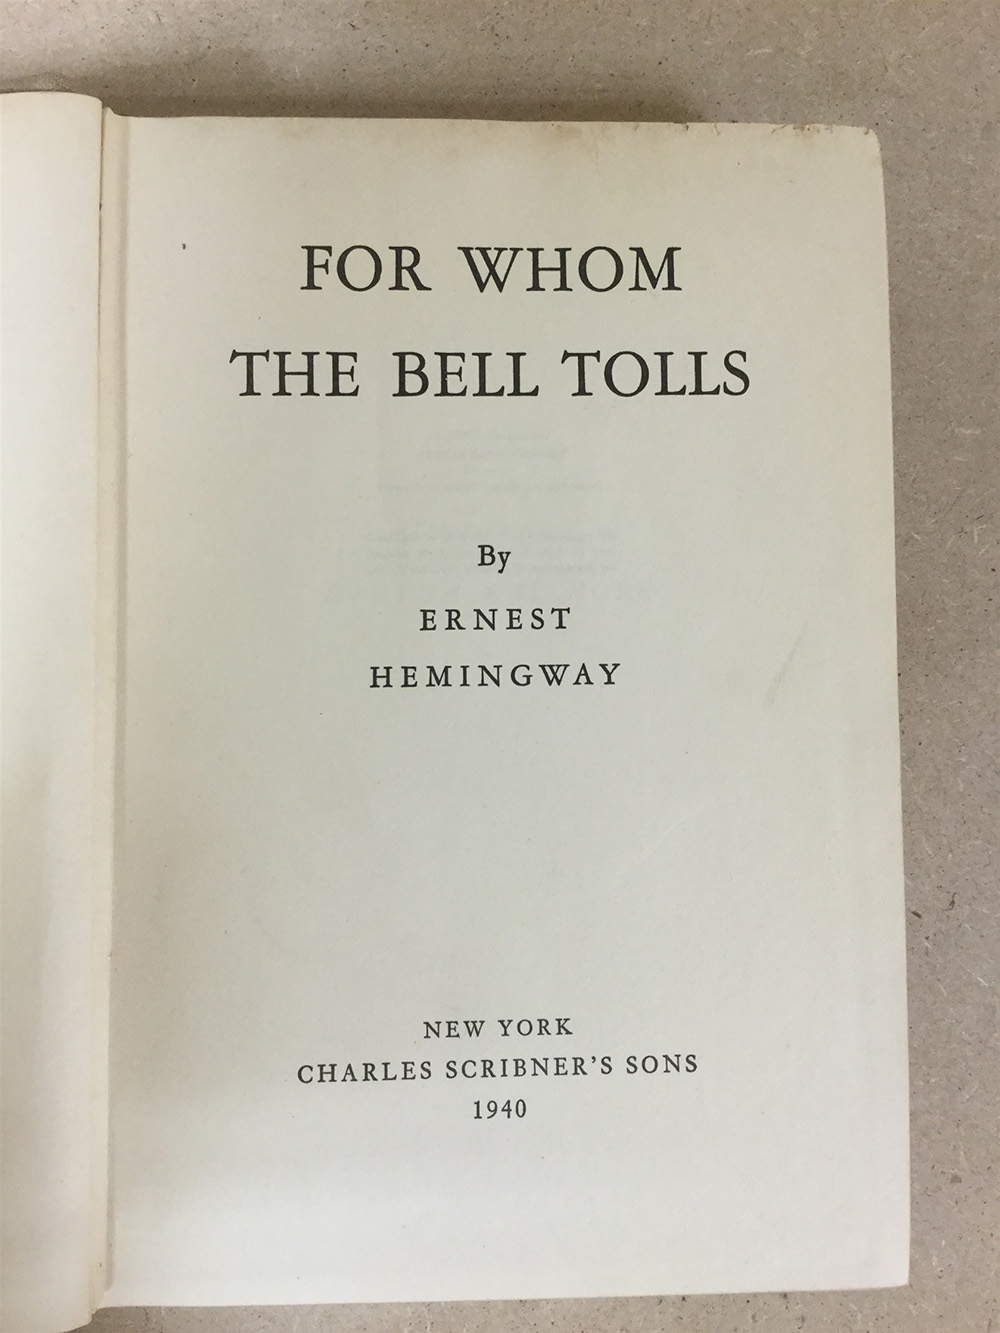 FOR WHOM
THE BELL TOLLS
By
ERNEST
HEMINGWAY
NEW YORK
CHARLES SCRIBNER'S SONS
1940